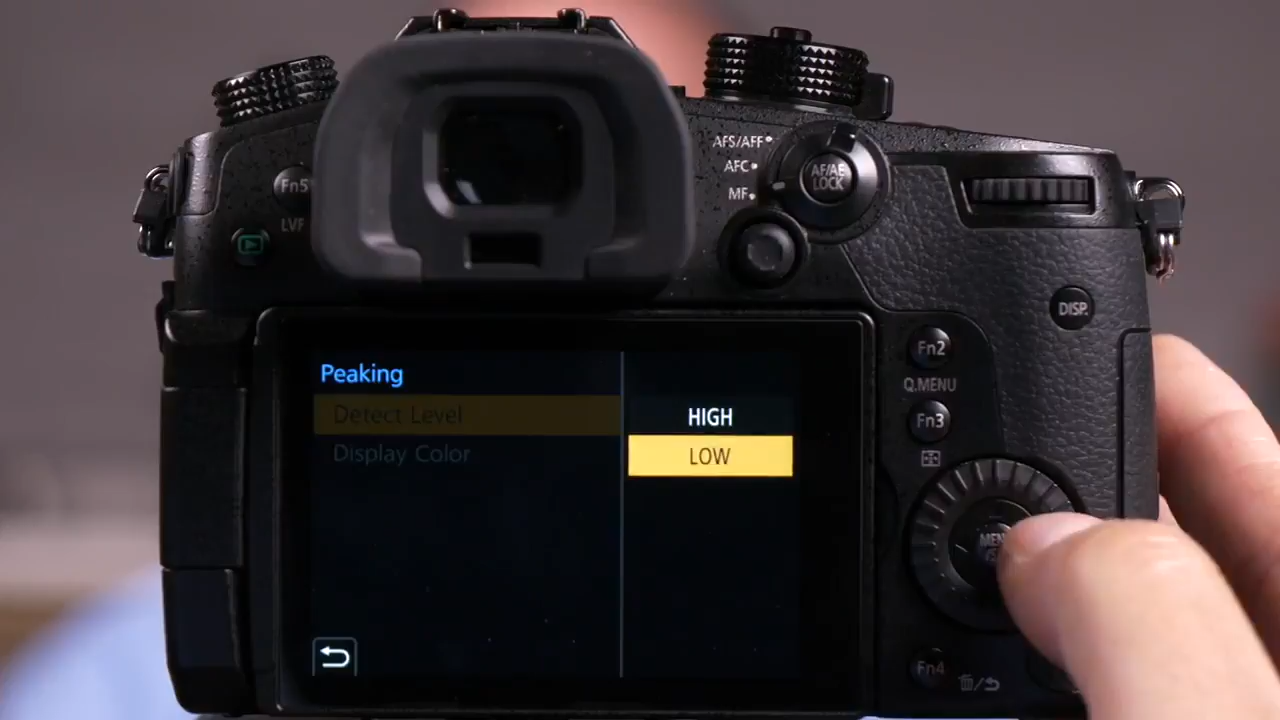 AFS/AFF
AFC
MF
AF/AE
LOCK
Fn5
LVF
DISP.
Fn2
Q.MENU
Fn3
Peaking
Detect Level
HIGH
Display Color
LOW
Fn4